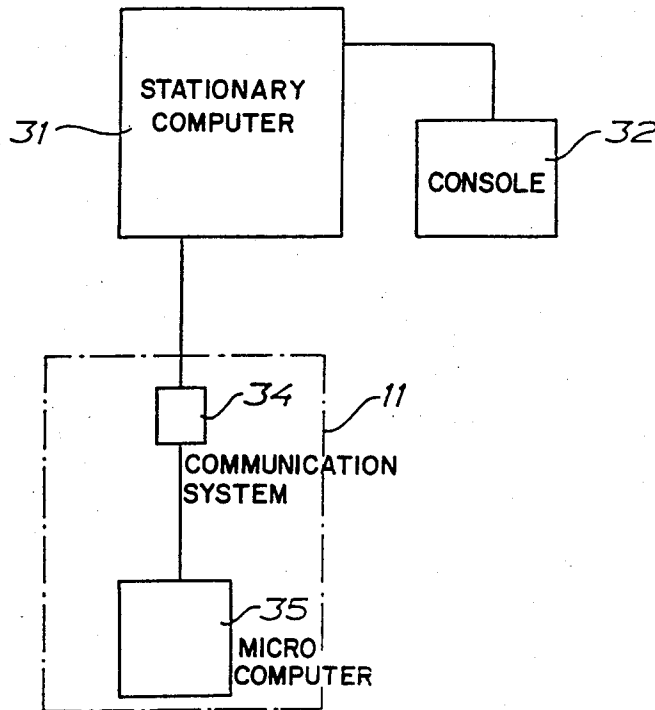 STATIONARY
COMPUTER
31
32
CONSOLE
34
11
COMMUNICATION
SYSTEM
35
MICRO
COMPUTER